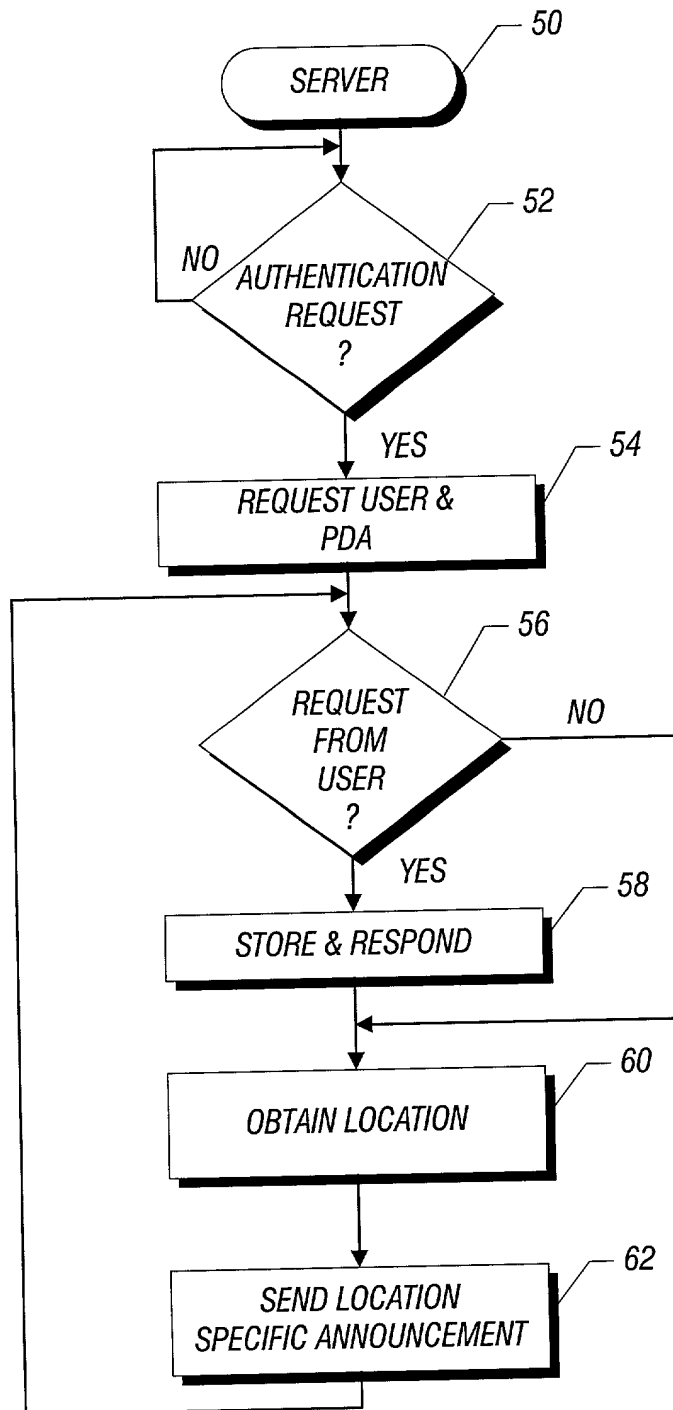 50
SERVER
52
NO
AUTHENTICATION
REQUEST
?
YES
54
REQUEST USER &
PDA
56
REQUEST
FROM
USER
?
NO
YES
58
STORE & RESPOND
60
OBTAIN LOCATION
62
SEND LOCATION
SPECIFIC ANNOUNCEMENT